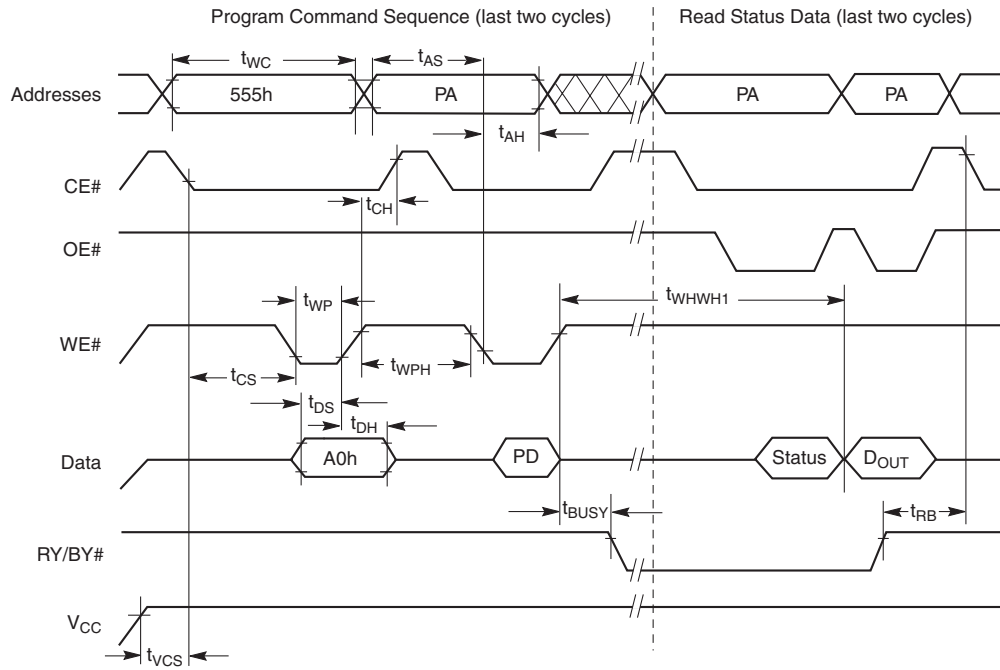 Program Command Sequence (last two cycles)
Read Status Data (last two cycles)
tWC
tAS
Addresses
555h
PA
PA
PA
tAH
CE#
tCH
OE#
tWP
tWHWH1
WE#
tCS
tWPH
tDS
tDH
Data
A0h
PD
Status
DOUT
tBUSY
tRB
RY/BY#
VCC
tVCS